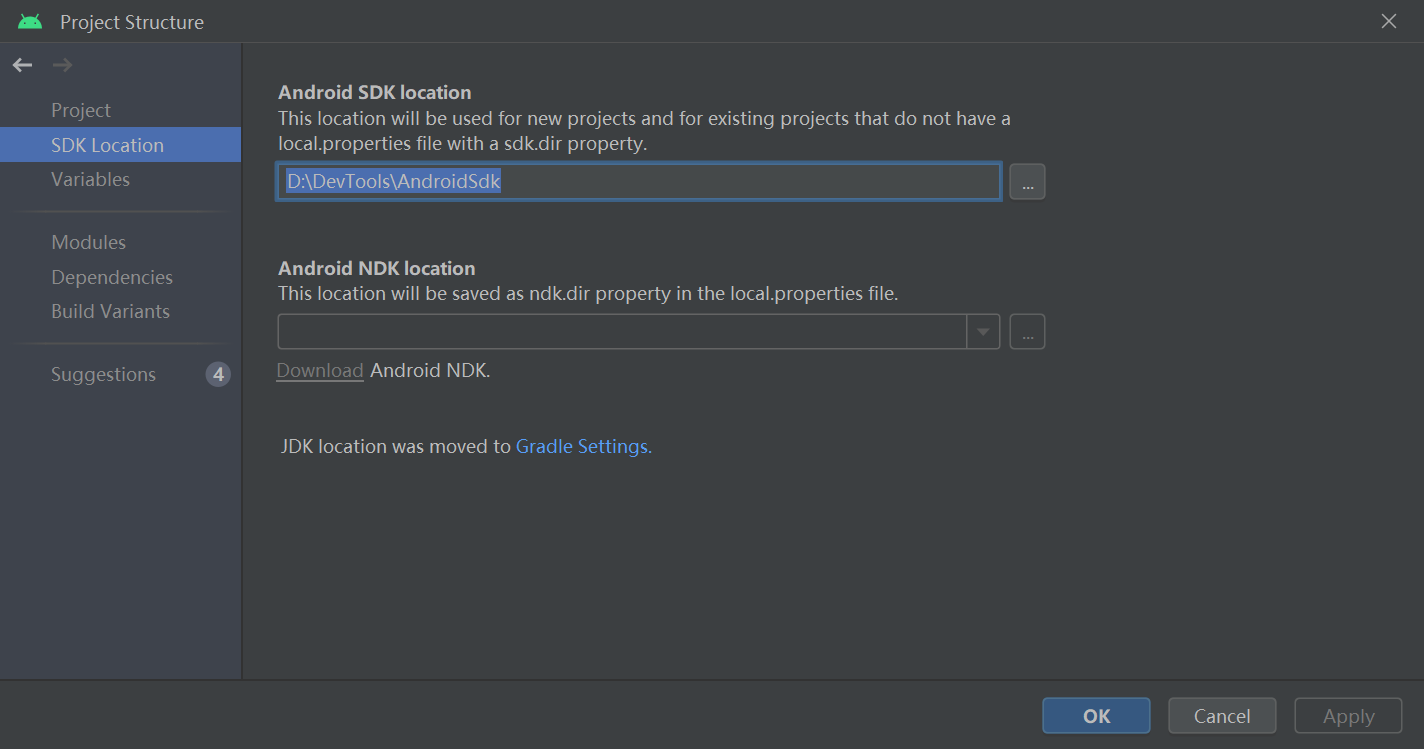 Project Structure
Project
SDK Location
Variables
Modules
Dependencies
Build Variants
Suggestions 4
Android SDK location
This location will be used for new projects and for existing projects that do not have a
local.properties file with a sdk.dir property.
D:\DevTools\AndroidSdk
...
Android NDK location
This location will be saved as ndk.dir property in the local.properties file.
...
Download Android NDK.
JDK location was moved to Gradle Settings.
OK Cancel Apply